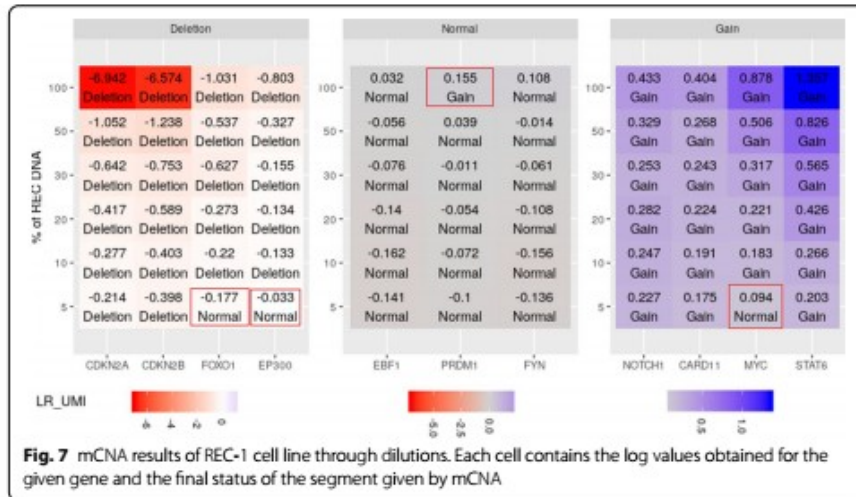 Deletion Normal Gain
-6.942 -6.574 -1.031 -0.803 0.032 0.155 0.108 0.433 0.404 0.878
100 Deletion Deletion Deletion Deletion Normal Gain Normal Gain Gain Gain Gain
-1.052 -1.238 -0.537 -0.327 -0.056 0.039 -0.014 0.329 0.268 0.506 0.826
50 Deletion Deletion Deletion Deletion Normal Normal Normal Gain Gain Gain Gain
-0.642 -0.753 -0.627 -0.155 -0.076 -0.011 -0.061 0.253 0.243 0.317 0.565
30 Deletion Deletion Deletion Deletion Normal Normal Normal Gain Gain Gain Gain
% of REC DNA
-0.417 -0.589 -0.273 -0.134 -0.14 -0.054 -0.108 0.282 0.224 0.221 0.426
20 Deletion Deletion Deletion Deletion Normal Normal Normal Gain Gain Gain Gain
-0.277 -0.403 -0.22 -0.133 -0.162 -0.072 -0.156 0.247 0.191 0.183 0.266
10 Deletion Deletion Deletion Deletion Normal Normal Normal Gain Gain Gain Gain
-0.214 -0.398 -0.177 -0.033 -0.141 -0.1 -0.136 0.227 0.175 0.094 0.203
5 Deletion Deletion Normal Normal Normal Normal Normal Gain Gain Normal Gain
CDKN2A CDKN2B FOXO1 EP300 EBF1 PRDM1 FYN NOTCH1 CARD11 MYC STAT6
LR_UMI -6 -4 -2 0 -5.0 -2.5 0.0 0.5 1.0
Fig. 7 mCNA results of REC-1 cell line through dilutions. Each cell contains the log values obtained for the
given gene and the final status of the segment given by mCNA